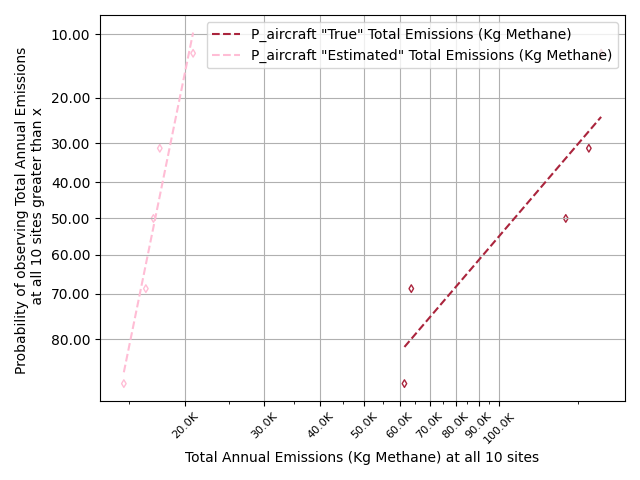 P_aircraft "True" Total Emissions (Kg Methane)
P_aircraft "Estimated" Total Emissions (Kg Methane)
Probability of observing Total Annual Emissions
at all 10 sites greater than x
10.00
20.00
30.00
40.00
50.00
60.00
70.00
80.00
20.0K
30.0K
40.0K
50.0K
60.0K
70.0K
80.0K
90.0K
100.0K
Total Annual Emissions (Kg Methane) at all 10 sites